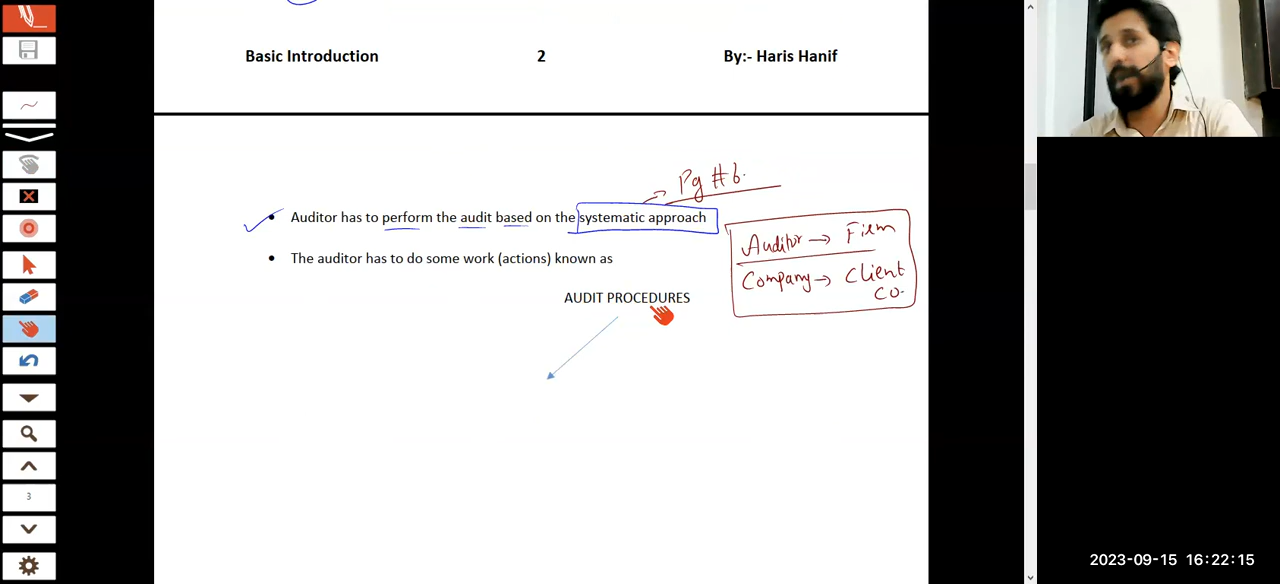 Basic Introduction 2 By:- Haris Hanif
Pg #6.
• Auditor has to perform the audit based on the systematic approach
Auditor → Firm
• The auditor has to do some work (actions) known as
Company → Client
co.
AUDIT PROCEDURES
3
2023-09-15 16:22:15